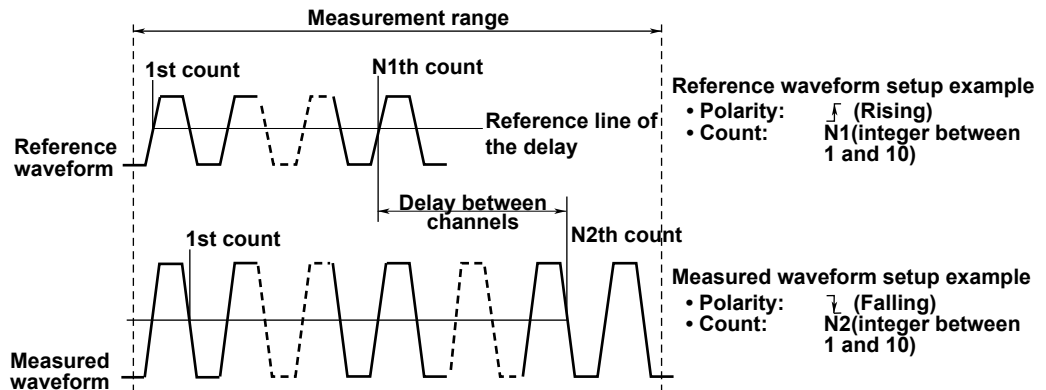 Measurement range
1st count
N1th count
Reference line of
the delay
Reference
waveform
Reference waveform setup example
• Polarity: (Rising)
• Count: N1(integer between
1 and 10)
Delay between
channels
1st count
N2th count
Measured
waveform
Measured waveform setup example
• Polarity: (Falling)
• Count: N2(integer between
1 and 10)